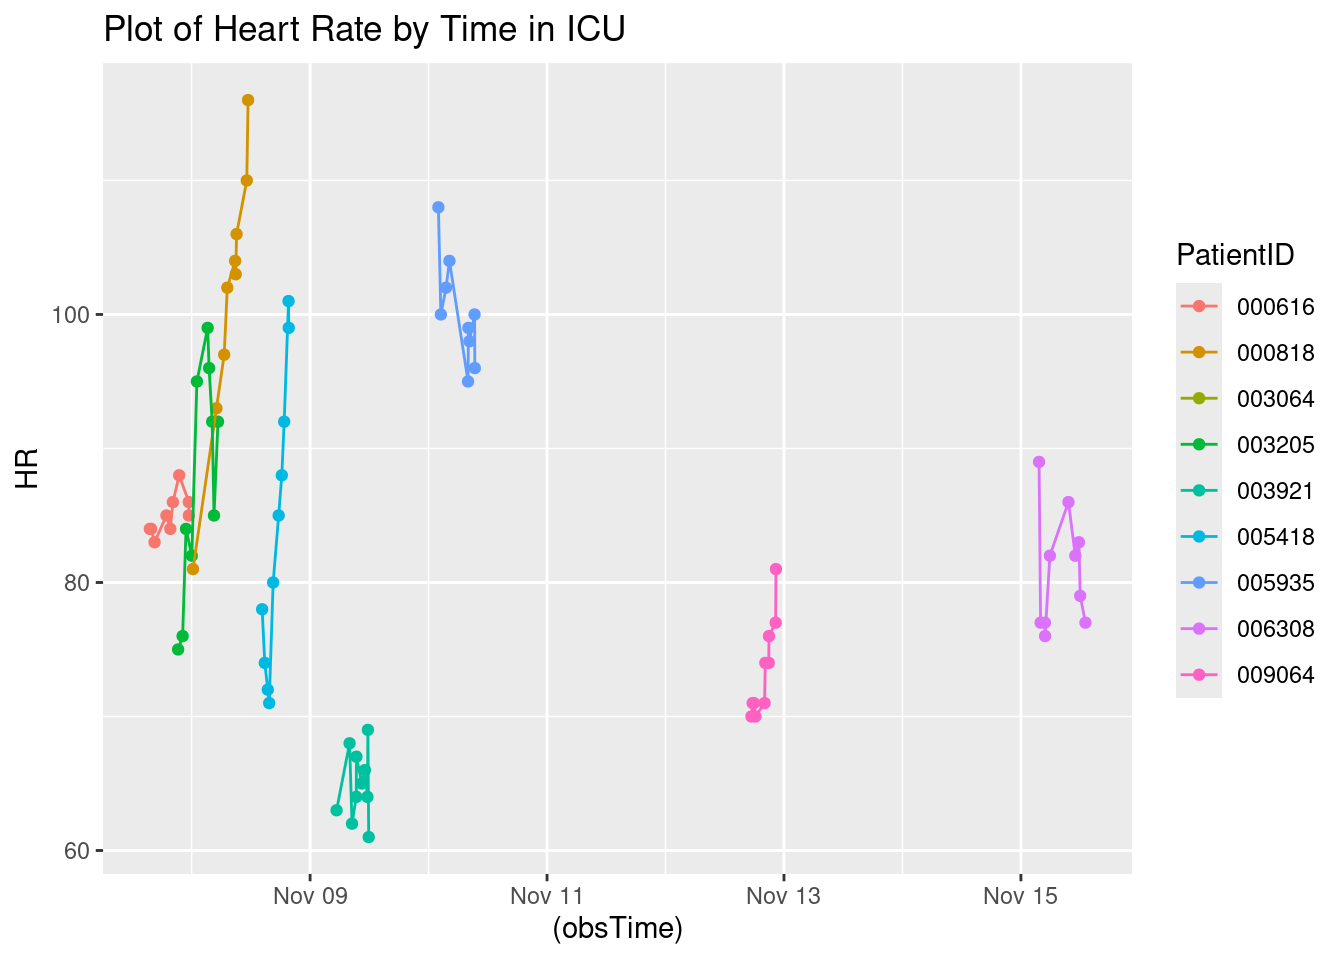 Plot of Heart Rate by Time in ICU
HR
100
80
60
Nov 09
Nov 11
Nov 13
Nov 15
(obsTime)
PatientID
000616
000818
003064
003205
003921
005418
005935
006308
009064